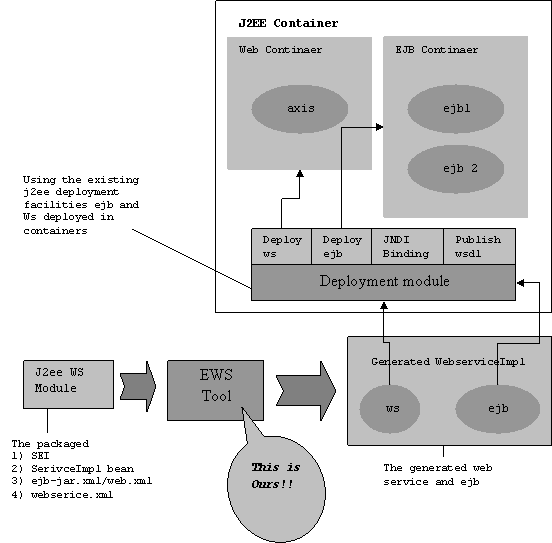 J2EE Container
Web Continaer
EJB Continaer
axis
ejb1
ejb 2
Using the existing
j2ee deployment
facilities ejb and
Ws deployed in
containers
Deploy
ws
Deploy
ejb
JNDI
Binding
Publish
wsdl
Deployment module
J2ee WS
Module
EWS
Tool
Generated WebserviceImpl
ws
ejb
This is
Ours!!
The packaged
1) SEI
2) SerivceImpl bean
3) ejb-jar.xml/web.xml
4) webserice.xml
The generated web
service and ejb